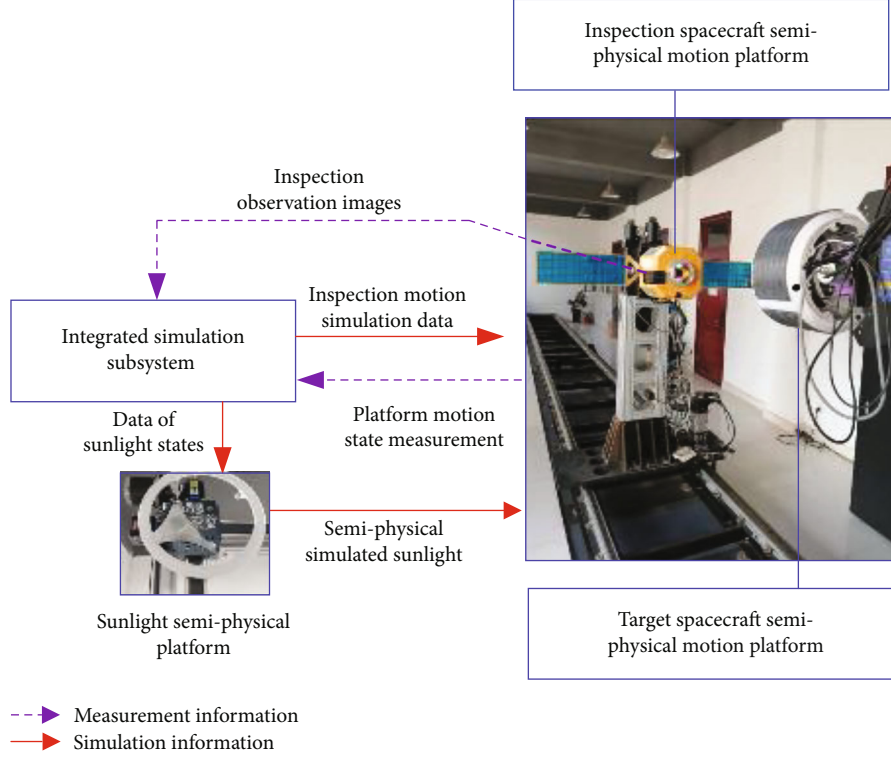 Inspection spacecraft semi-
physical motion platform
Inspection
observation images
Inspection motion
simulation data
Integrated simulation
subsystem
Platform motion
state measurement
Data of
sunlight states
Semi-physical
simulated sunlight
Sunlight semi-physical
platform
Target spacecraft semi-
physical motion platform
Measurement information
Simulation information